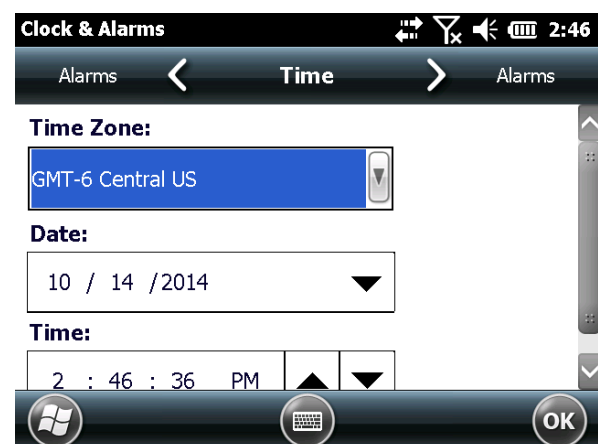 Clock & Alarms 2:46
Alarms Time Alarms
Time Zone:
GMT-6 Central US
Date:
10 / 14 /2014
Time:
2 : 46 : 36 PM
OK